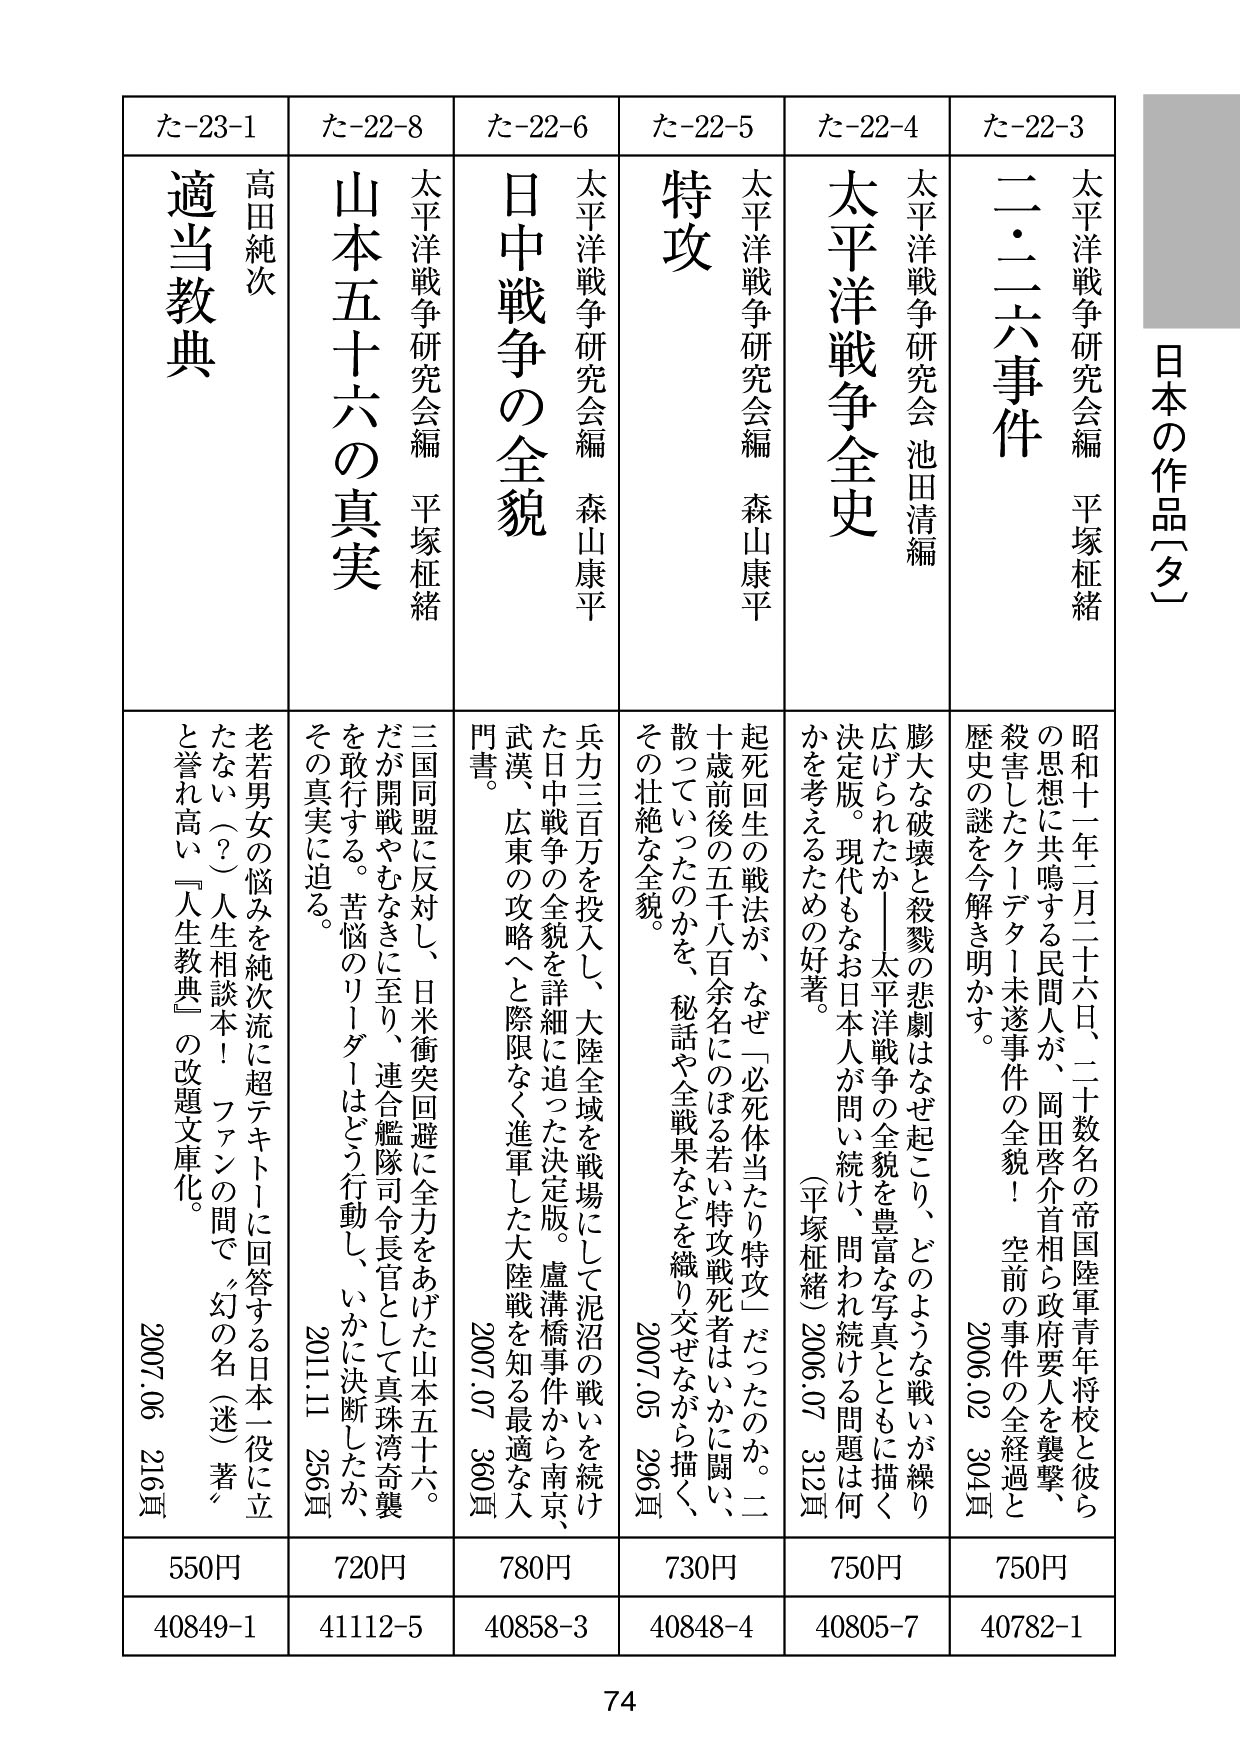 日本の作品〔タ〕
た-22-3
太平洋戦争研究会編　平塚柾緒
二・二六事件
昭和十一年二月二十六日、二十数名の帝国陸軍青年将校と彼ら
の思想に共鳴する民間人が、岡田啓介首相ら政府要人を襲撃、
殺害したクーデター未遂事件の全貌！　空前の事件の全経過と
歴史の謎を今解き明かす。
2006.02　304頁
750円
40782-1
た-22-4
太平洋戦争研究会 池田清編
太平洋戦争全史
膨大な破壊と殺戮の悲劇はなぜ起こり、どのような戦いが繰り
広げられたか――太平洋戦争の全貌を豊富な写真とともに描く
決定版。現代もなお日本人が問い続け、問われ続ける問題は何
かを考えるための好著。
（平塚柾緒）2006.07　312頁
750円
40805-7
た-22-5
太平洋戦争研究会編　森山康平
特攻
起死回生の戦法が、なぜ「必死体当たり特攻」だったのか。二
十歳前後の五千八百余名にのぼる若い特攻戦死者はいかに闘い、
散っていったのかを、秘話や全戦果などを織り交ぜながら描く、
その壮絶な全貌。
2007.05　296頁
730円
40848-4
た-22-6
太平洋戦争研究会編　森山康平
日中戦争の全貌
兵力三百万を投入し、大陸全域を戦場にして泥沼の戦いを続け
た日中戦争の全貌を詳細に追った決定版。盧溝橋事件から南京、
武漢、広東の攻略へと際限なく進軍した大陸戦を知る最適な入
門書。
2007.07　360頁
780円
40858-3
た-22-8
太平洋戦争研究会編　平塚柾緒
山本五十六の真実
三国同盟に反対し、日米衝突回避に全力をあげた山本五十六。
だが開戦やむなきに至り、連合艦隊司令長官として真珠湾奇襲
を敢行する。苦悩のリーダーはどう行動し、いかに決断したか、
その真実に迫る。
2011.11　256頁
720円
41112-5
た-23-1
高田純次
適当教典
老若男女の悩みを純次流に超テキトーに回答する日本一役に立
たない（？）人生相談本！　ファンの間で〝幻の名（迷）著〟
と誉れ高い『人生教典』の改題文庫化。
2007.06　216頁
550円
40849-1
74